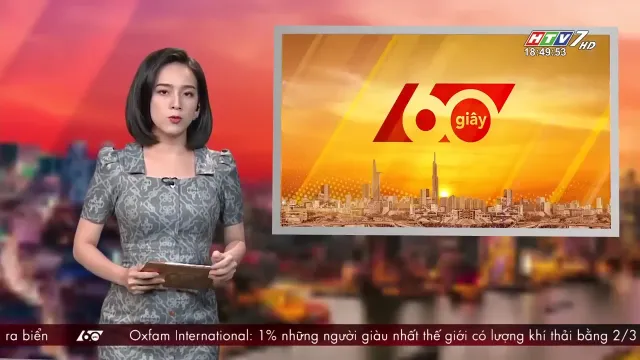 HTV7 HD
18:49:53
60 giây
ra biển 60 Oxfam International: 1% những người giàu nhất thế giới có lượng khí thải bằng 2/3